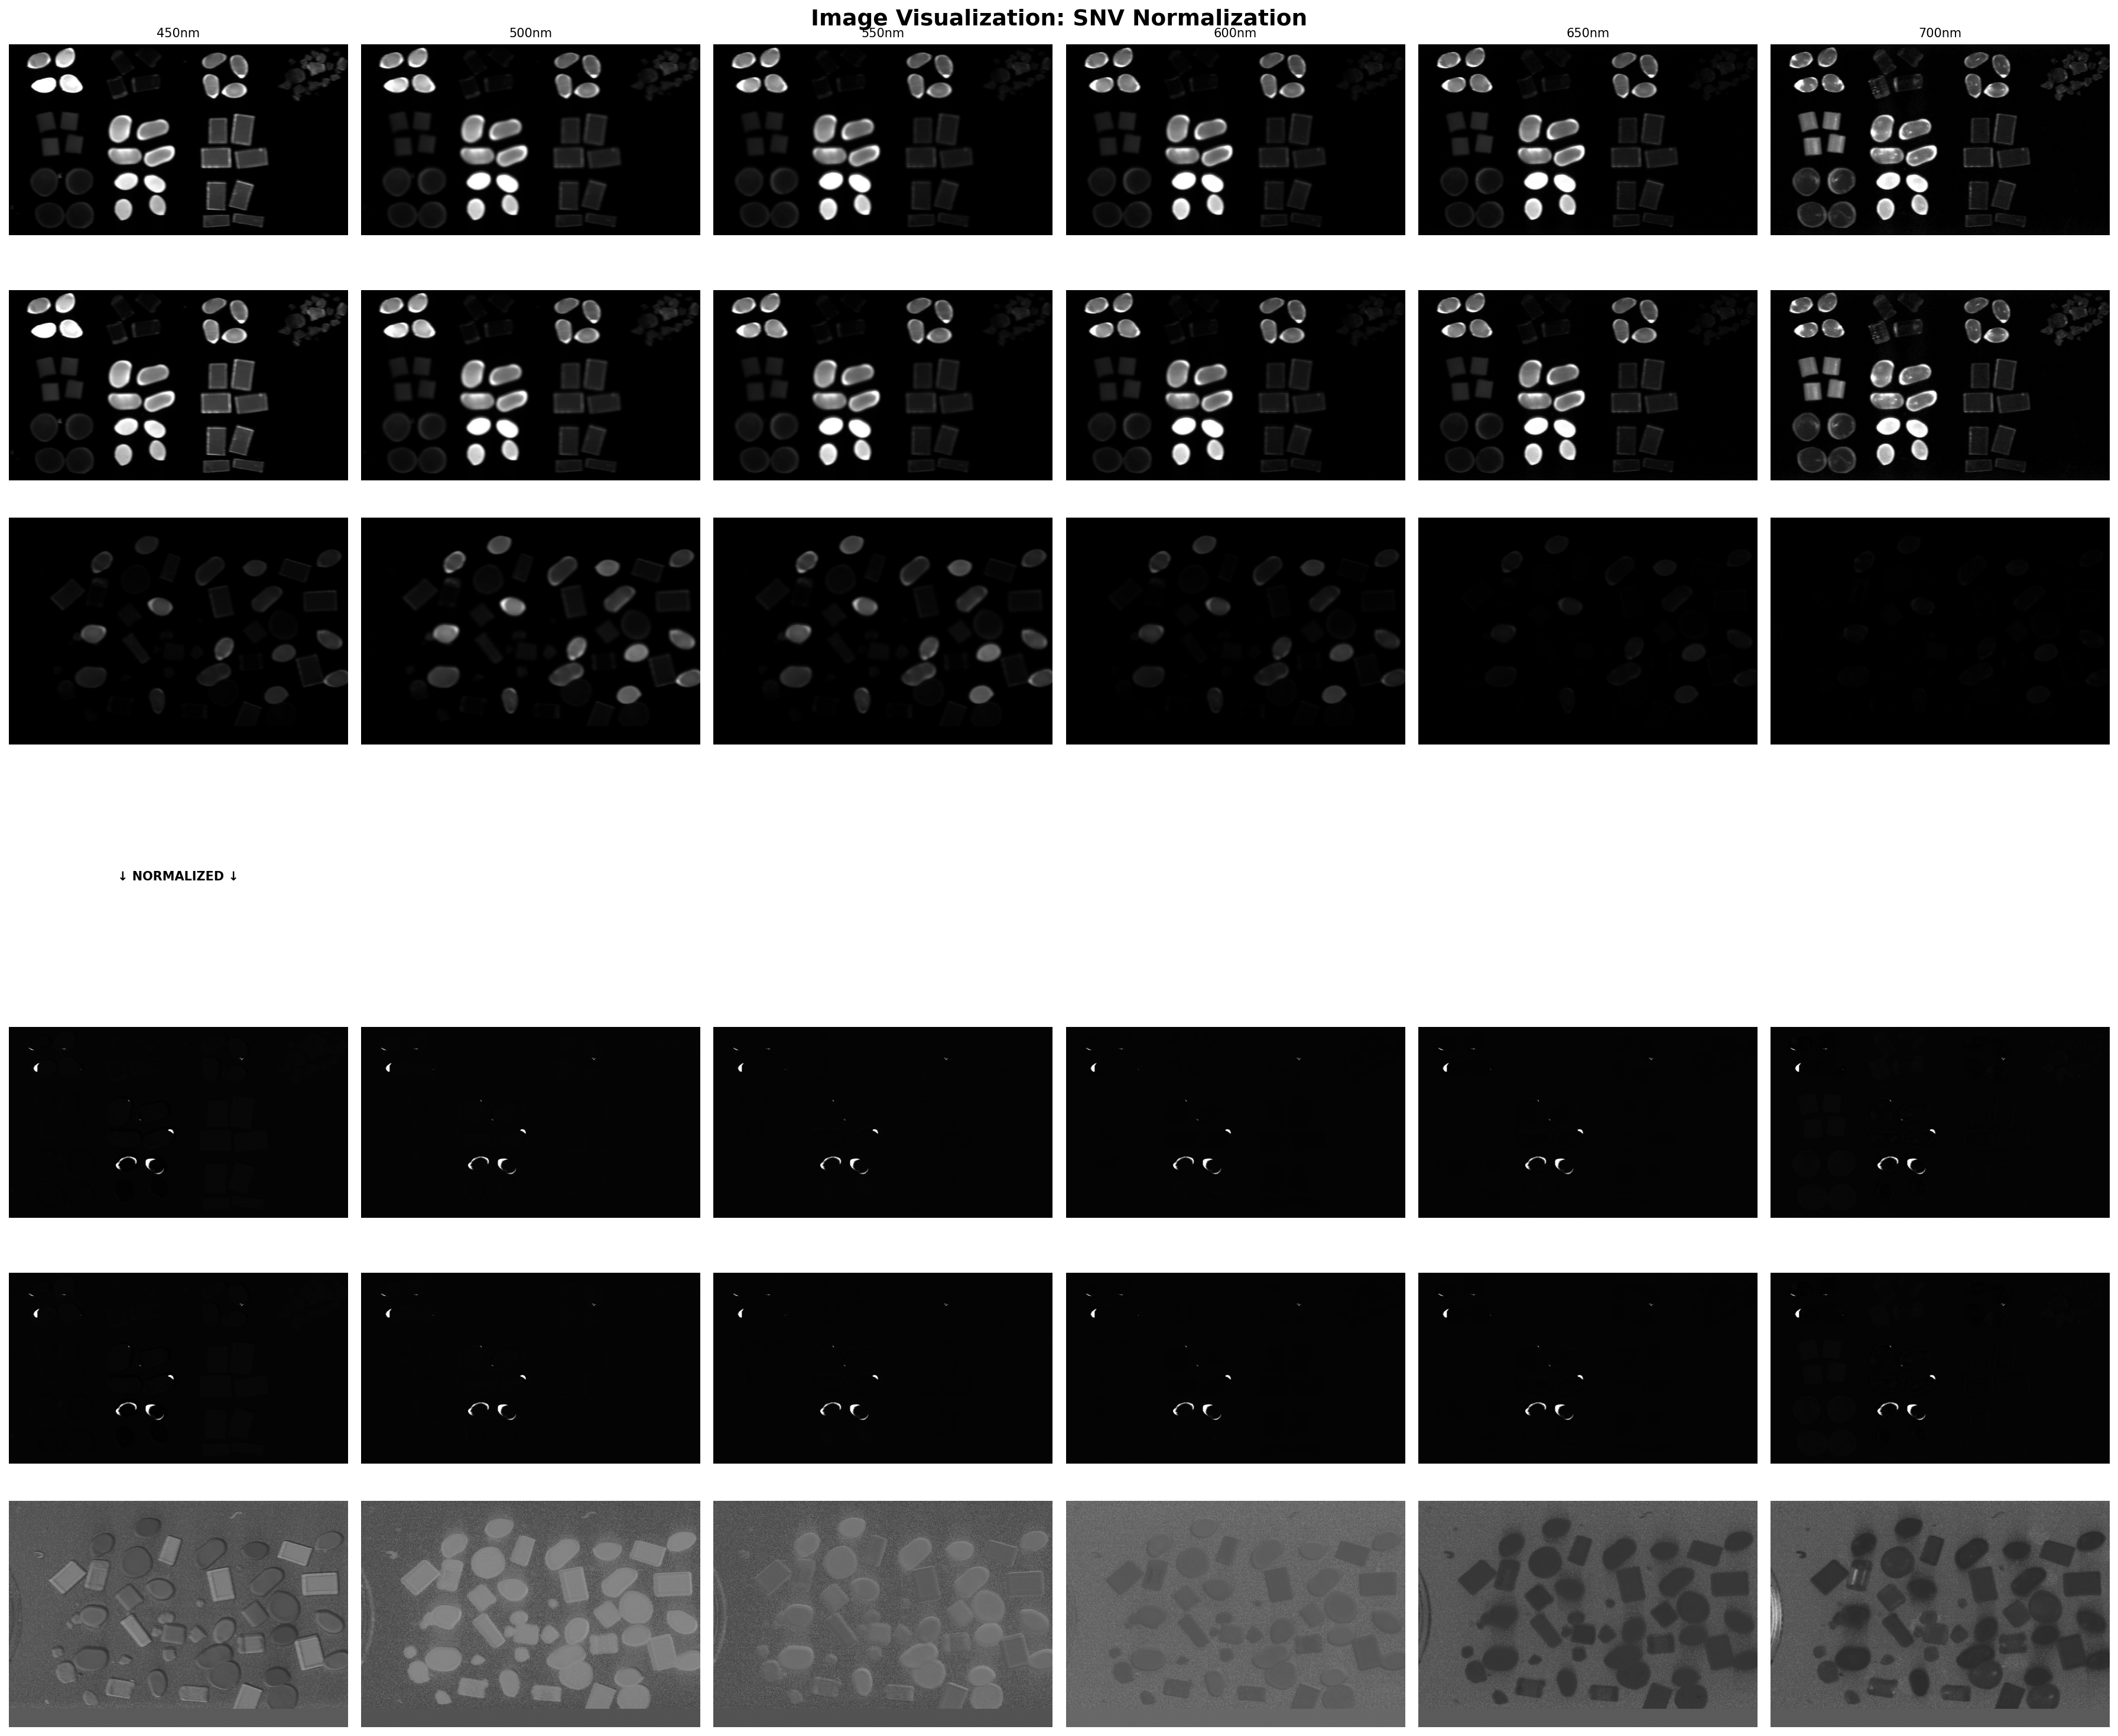 Image Visualization: SNV Normalization
450nm 500nm 550nm 600nm 650nm 700nm
↓ NORMALIZED ↓